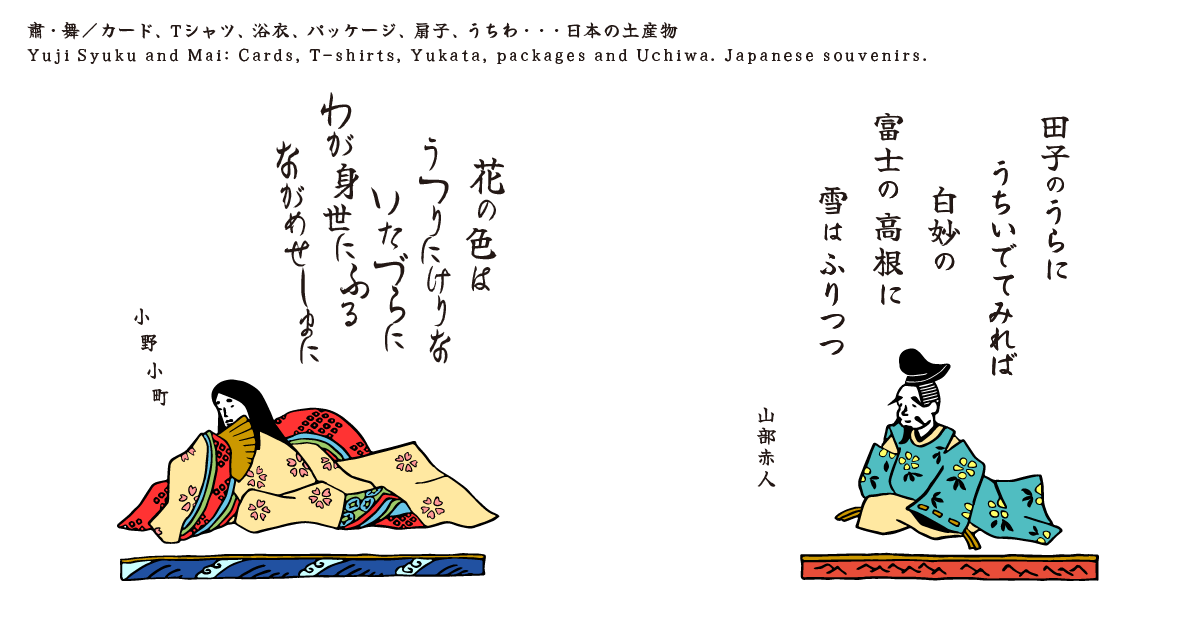 粛・舞／カード、Tシャツ、浴衣、パッケージ、扇子、うちわ・・・日本の土産物
Yuji Syuku and Mai: Cards, T-shirts, Yukata, packages and Uchiwa. Japanese souvenirs.
田子のうらに
うちいでてみれば
白妙の
富士の高根に
雪はふりつつ
山部赤人
花の色は
うつりにけりな
いたづらに
わが身世にふる
ながめせしまに
小野小町